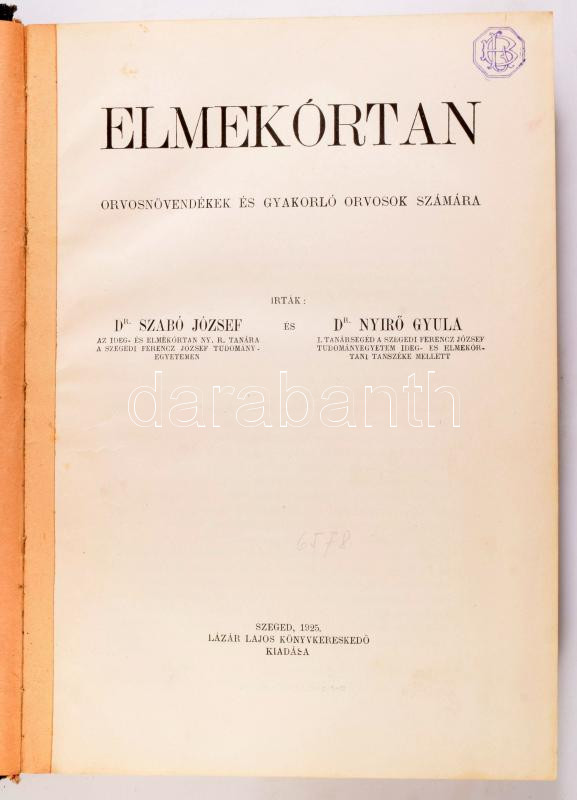 ELMEKÓRTAN
ORVOSNÖVENDÉKEK ÉS GYAKORLÓ ORVOSOK SZÁMÁRA
IRTÁK:
DR. SZABÓ JÓZSEF
AZ IDEG- ÉS ELMEKÓRTAN NY. R. TANÁRA
A SZEGEDI FERENCZ JÓZSEF TUDOMÁNY-
EGYETEMEN
ÉS
DR. NYIRŐ GYULA
I. TANÁRSEGÉD A SZEGEDI FERENCZ JÓZSEF
TUDOMÁNYEGYETEM IDEG- ES ELMEKÓR-
TANI TANSZÉKE MELLETT
darabanth
6578
SZEGED, 1925.
LÁZÁR LAJOS KÖNYVKERESKEDŐ
KIADÁSA